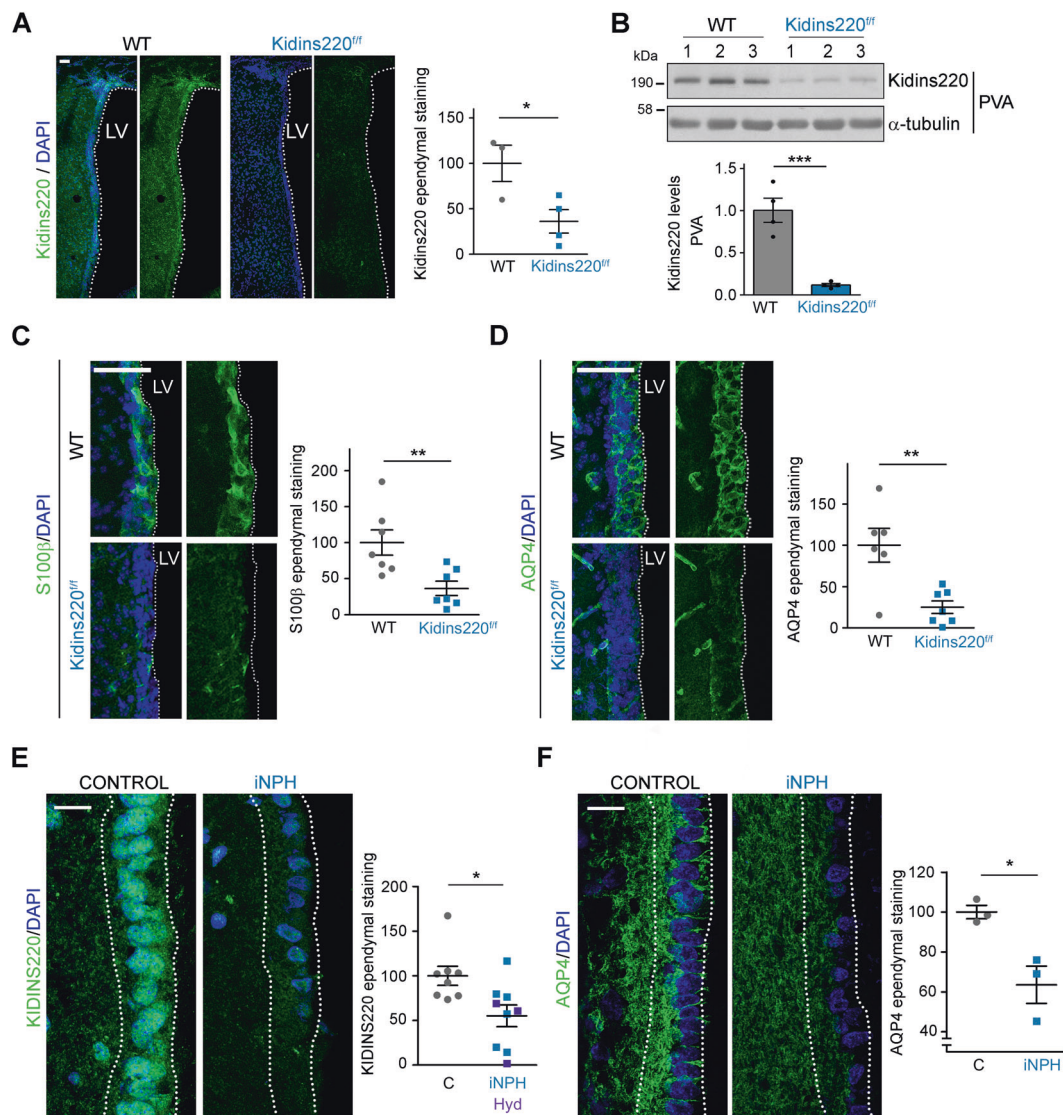 A
WT
Kidins220f/f
Kidins220 / DAPI
LV
LV
Kidins220 ependymal staining
*
150
100
50
0
WT
Kidins220f/f
B
WT
Kidins220f/f
kDa
1 2 3 1 2 3
190
Kidins220
58
α-tubulin
PVA
Kidins220 levels
PVA
***
1.5
1.0
0.5
0.0
WT
Kidins220f/f
C
S100β/DAPI
WT
LV
Kidins220f/f
LV
S100β ependymal staining
**
200
150
100
50
0
WT
Kidins220f/f
D
AQP4/DAPI
WT
LV
Kidins220f/f
LV
AQP4 ependymal staining
**
150
100
50
0
WT
Kidins220f/f
E
CONTROL
iNPH
KIDINS220/DAPI
KIDINS220 ependymal staining
*
200
150
100
50
0
C
iNPH
Hyd
F
CONTROL
iNPH
AQP4/DAPI
AQP4 ependymal staining
*
120
100
80
60
40
C
iNPH